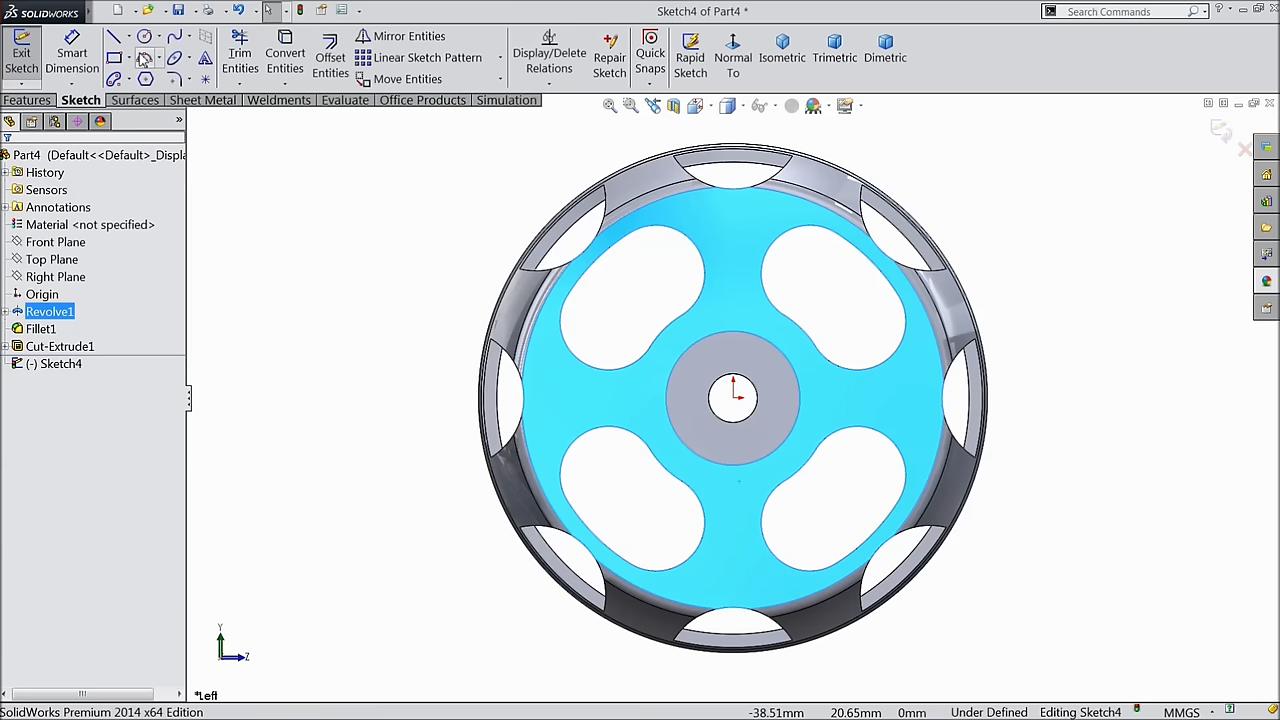 SOLIDWORKS
Sketch4 of Part4 *
Search Commands
Exit Sketch
Smart Dimension
Trim Entities
Convert Entities
Offset Entities
Mirror Entities
Linear Sketch Pattern
Move Entities
Display/Delete Relations
Repair Sketch
Quick Snaps
Rapid Sketch
Normal To
Isometric
Trimetric
Dimetric
Features
Sketch
Surfaces
Sheet Metal
Weldments
Evaluate
Office Products
Simulation
Part4 (Default<<Default>_Displa
History
Sensors
Annotations
Material <not specified>
Front Plane
Top Plane
Right Plane
Origin
Revolve1
Fillet1
Cut-Extrude1
(-) Sketch4
Y
Z
*Left
SolidWorks Premium 2014 x64 Edition
-38.51mm
20.65mm
0mm
Under Defined
Editing Sketch4
MMGS